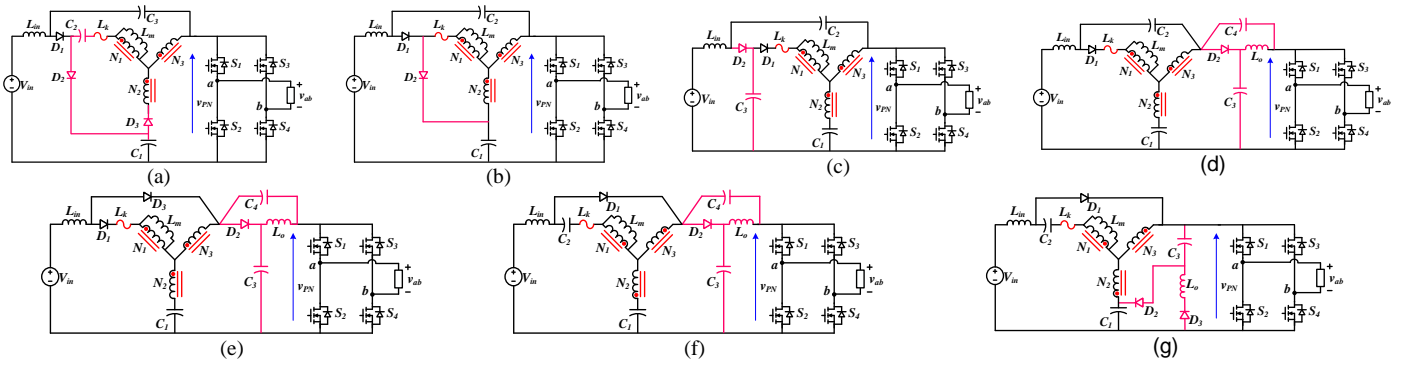 L_in C_2 C_3 L_k L_m D_1 N_1 N_3 S_1 S_3
V_in D_2 N_2 v_PN a b + v_ab −
D_3 C_1 S_2 S_4
(a)
L_in C_2 L_k L_m D_1 N_1 N_3 S_1 S_3
V_in D_2 N_2 v_PN a b + v_ab −
C_1 S_2 S_4
(b)
L_in C_2 L_k L_m D_2 D_1 N_1 N_3 S_1 S_3
V_in C_3 N_2 v_PN a b + v_ab −
C_1 S_2 S_4
(c)
L_in C_2 C_4 L_k L_m D_1 N_1 N_3 D_2 L_o S_1 S_3
V_in N_2 C_3 v_PN a b + v_ab −
C_1 S_2 S_4
(d)
L_in D_3 C_4 L_k L_m D_1 N_1 N_3 D_2 L_o S_1 S_3
V_in N_2 C_3 v_PN a b + v_ab −
C_1 S_2 S_4
(e)
L_in D_1 C_4 L_k L_m C_2 N_1 N_3 D_2 L_o S_1 S_3
V_in N_2 C_3 v_PN a b + v_ab −
C_1 S_2 S_4
(f)
L_in D_1 L_k L_m C_2 N_1 N_3 C_3 S_1 S_3
V_in N_2 L_o v_PN a b + v_ab −
C_1 D_2 D_3 S_2 S_4
(g)